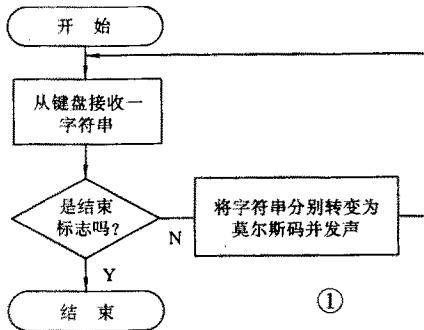 开 始
从键盘接收一
字符串
是结束
标志吗?
N
将字符串分别转变为
莫尔斯码并发声
Y
结 束
①